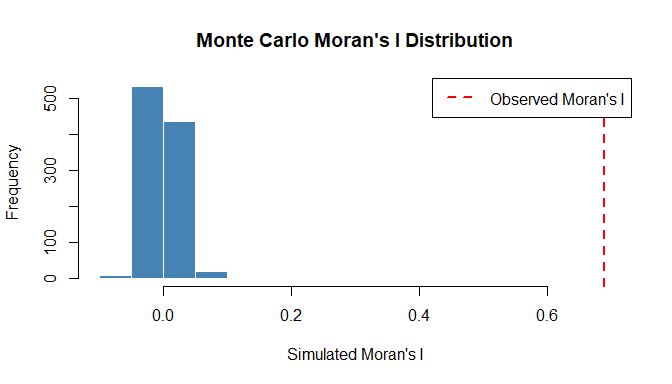 Monte Carlo Moran's I Distribution
Observed Moran's I
Frequency
500
300
100
0
0.0 0.2 0.4 0.6
Simulated Moran's I